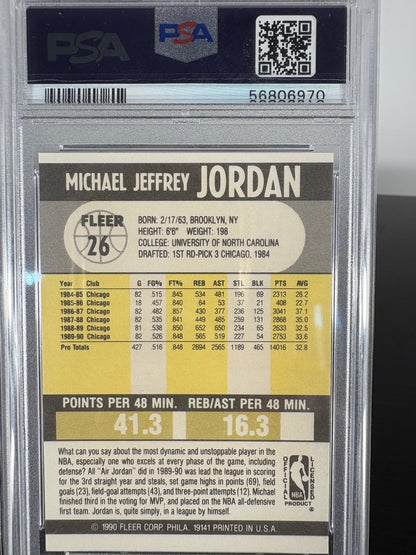 PSA
PSA
56806970
MICHAEL JEFFREY JORDAN
FLEER
26
BORN: 2/17/63, BROOKLYN, NY
HEIGHT: 6'6" WEIGHT: 198
COLLEGE: UNIVERSITY OF NORTH CAROLINA
DRAFTED: 1ST RD-PICK 3 CHICAGO, 1984
Year Club G FG% FT% REB AST STL BLK PTS AVG
1984-85 Chicago 82 .515 .845 534 481 196 69 2313 28.2
1985-86 Chicago 18 .457 .840 64 53 37 21 408 22.7
1986-87 Chicago 82 .482 .857 430 377 236 125 3041 37.1
1987-88 Chicago 82 .535 .841 449 485 259 131 2868 35.0
1988-89 Chicago 81 .538 .850 652 650 234 65 2633 32.5
1989-90 Chicago 82 .526 .848 565 519 227 54 2753 33.6
Pro Totals 427 .516 .848 2694 2565 1189 465 14016 32.8
POINTS PER 48 MIN. REB/AST PER 48 MIN.
41.3 16.3
What can you say about the most dynamic and unstoppable player in the
NBA, especially one who excels at every phase of the game, including
defense? All "Air Jordan" did in 1989-90 was lead the league in scoring for
the 3rd straight year and steals, set game highs in points (69), field
goals (23), field-goal attempts (43), and three-point attempts (12). Michael
finished third in the voting for MVP, and placed on the NBA all-defensive
first team. Jordan is, quite simply, in a league by himself.
OFFICIAL
LICENSED
NBA
PRODUCT
© 1990 FLEER CORP. PHILA. 19141 PRINTED IN U.S.A.